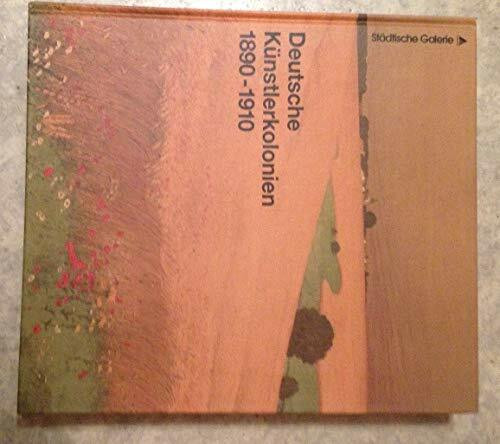 Städtische Galerie
Deutsche
Künstlerkolonien
1890-1910